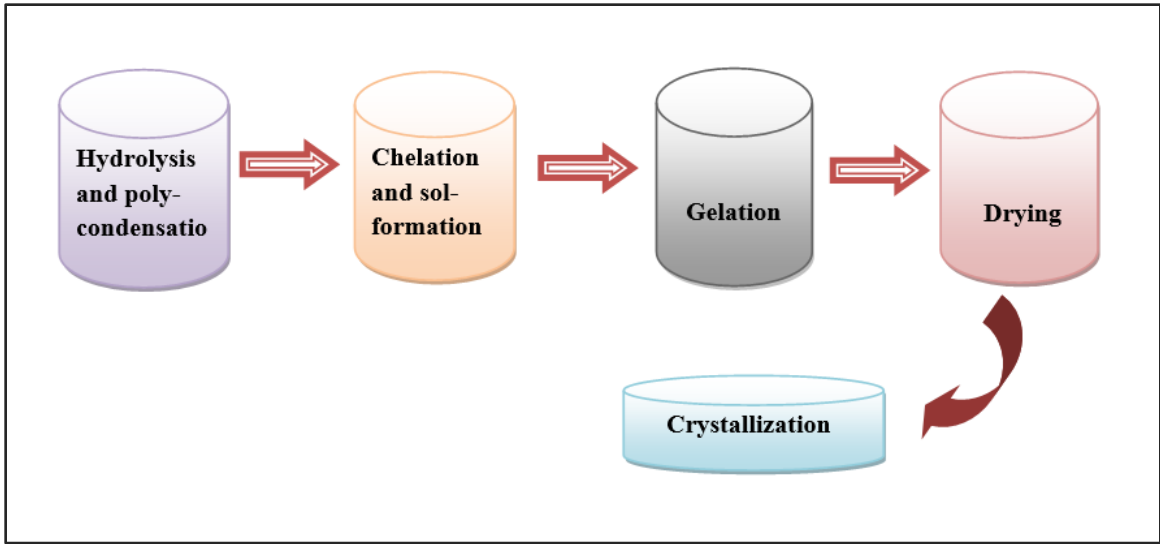 Hydrolysis
and poly-
condensatio
Chelation
and sol-
formation
Gelation
Drying
Crystallization